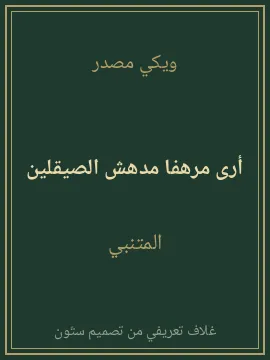 ويكي مصدر
أرى مرهفا مدهش الصيقلين
المتنبي
غلاف تعريفي من تصميم سثون